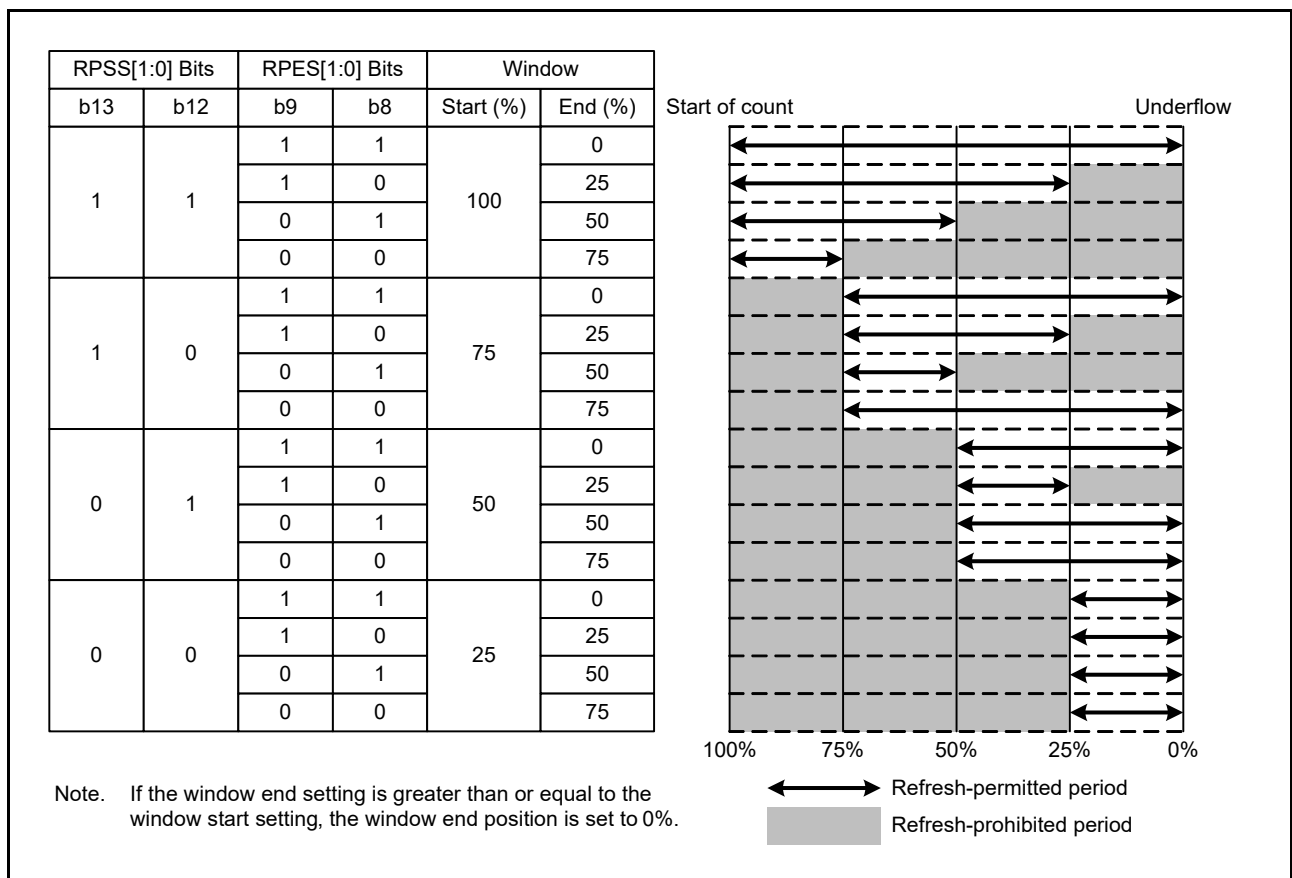 RPSS[1:0] Bits RPES[1:0] Bits Window
b13 b12 b9 b8 Start (%) End (%) Start of count Underflow
1 1 0
1 0 25
1 1 100
0 1 50
0 0 75
1 1 0
1 0 25
1 0 75
0 1 50
0 0 75
1 1 0
1 0 25
0 1 50
0 1 50
0 0 75
1 1 0
1 0 25
0 0 25
0 1 50
0 0 75
100% 75% 50% 25% 0%
Note. If the window end setting is greater than or equal to the
window start setting, the window end position is set to 0%.
Refresh-permitted period
Refresh-prohibited period